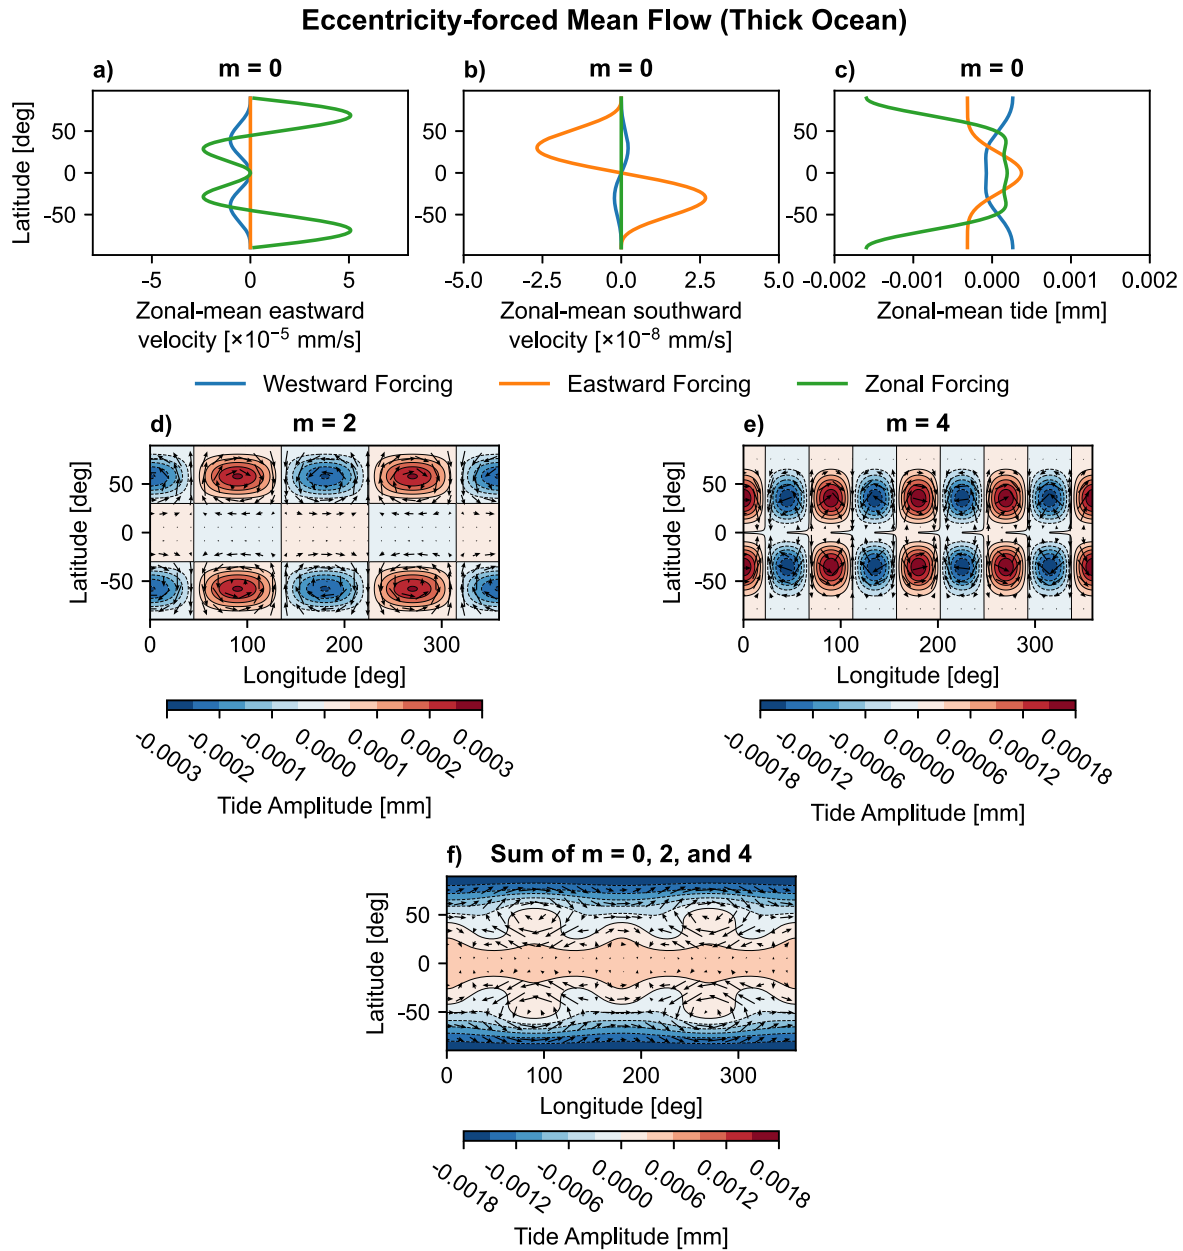 Eccentricity-forced Mean Flow (Thick Ocean)
a) m = 0
b) m = 0
c) m = 0
Latitude [deg]
50
0
-50
50
0
-50
50
0
-50
-5 0 5
-5.0 -2.5 0.0 2.5 5.0
-0.002 -0.001 0.000 0.001 0.002
Zonal-mean eastward
velocity [×10⁻⁵ mm/s]
Zonal-mean southward
velocity [×10⁻⁸ mm/s]
Zonal-mean tide [mm]
Westward Forcing
Eastward Forcing
Zonal Forcing
d) m = 2
Latitude [deg]
50
0
-50
0 100 200 300
Longitude [deg]
-0.0003 -0.0002 -0.0001 0.0000 0.0001 0.0002 0.0003
Tide Amplitude [mm]
e) m = 4
Latitude [deg]
50
0
-50
0 100 200 300
Longitude [deg]
-0.00018 -0.00012 -0.00006 0.00000 0.00006 0.00012 0.00018
Tide Amplitude [mm]
f) Sum of m = 0, 2, and 4
Latitude [deg]
50
0
-50
0 100 200 300
Longitude [deg]
-0.0018 -0.0012 -0.0006 0.0000 0.0006 0.0012 0.0018
Tide Amplitude [mm]